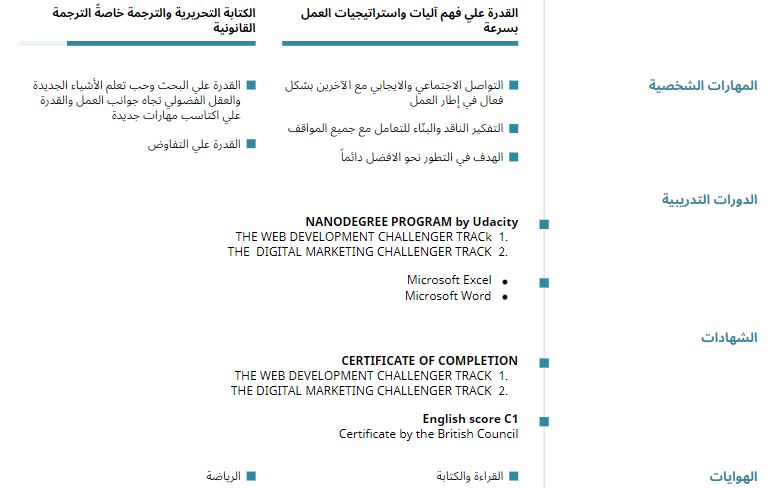 القدرة علي فهم آليات واستراتيجيات العمل
بسرعة
الكتابة التحريرية والترجمة خاصةً الترجمة
القانونية
المهارات الشخصية
التواصل الاجتماعي والايجابي مع الآخرين بشكل
فعال في إطار العمل
التفكير الناقد والبنّاء للتعامل مع جميع المواقف
الهدف في التطور نحو الافضل دائماً
القدرة علي البحث وحب تعلم الأشياء الجديدة
والعقل الفضولي تجاه جوانب العمل والقدرة
علي اكتاسب مهارات جديدة
القدرة علي التفاوض
الدورات التدريبية
NANODEGREE PROGRAM by Udacity
THE WEB DEVELOPMENT CHALLENGER TRACk 1.
THE DIGITAL MARKETING CHALLENGER TRACK 2.
Microsoft Excel •
Microsoft Word •
الشهادات
CERTIFICATE OF COMPLETION
THE WEB DEVELOPMENT CHALLENGER TRACK 1.
THE DIGITAL MARKETING CHALLENGER TRACK 2.
English score C1
Certificate by the British Council
الهوايات
القراءة والكتابة
الرياضة